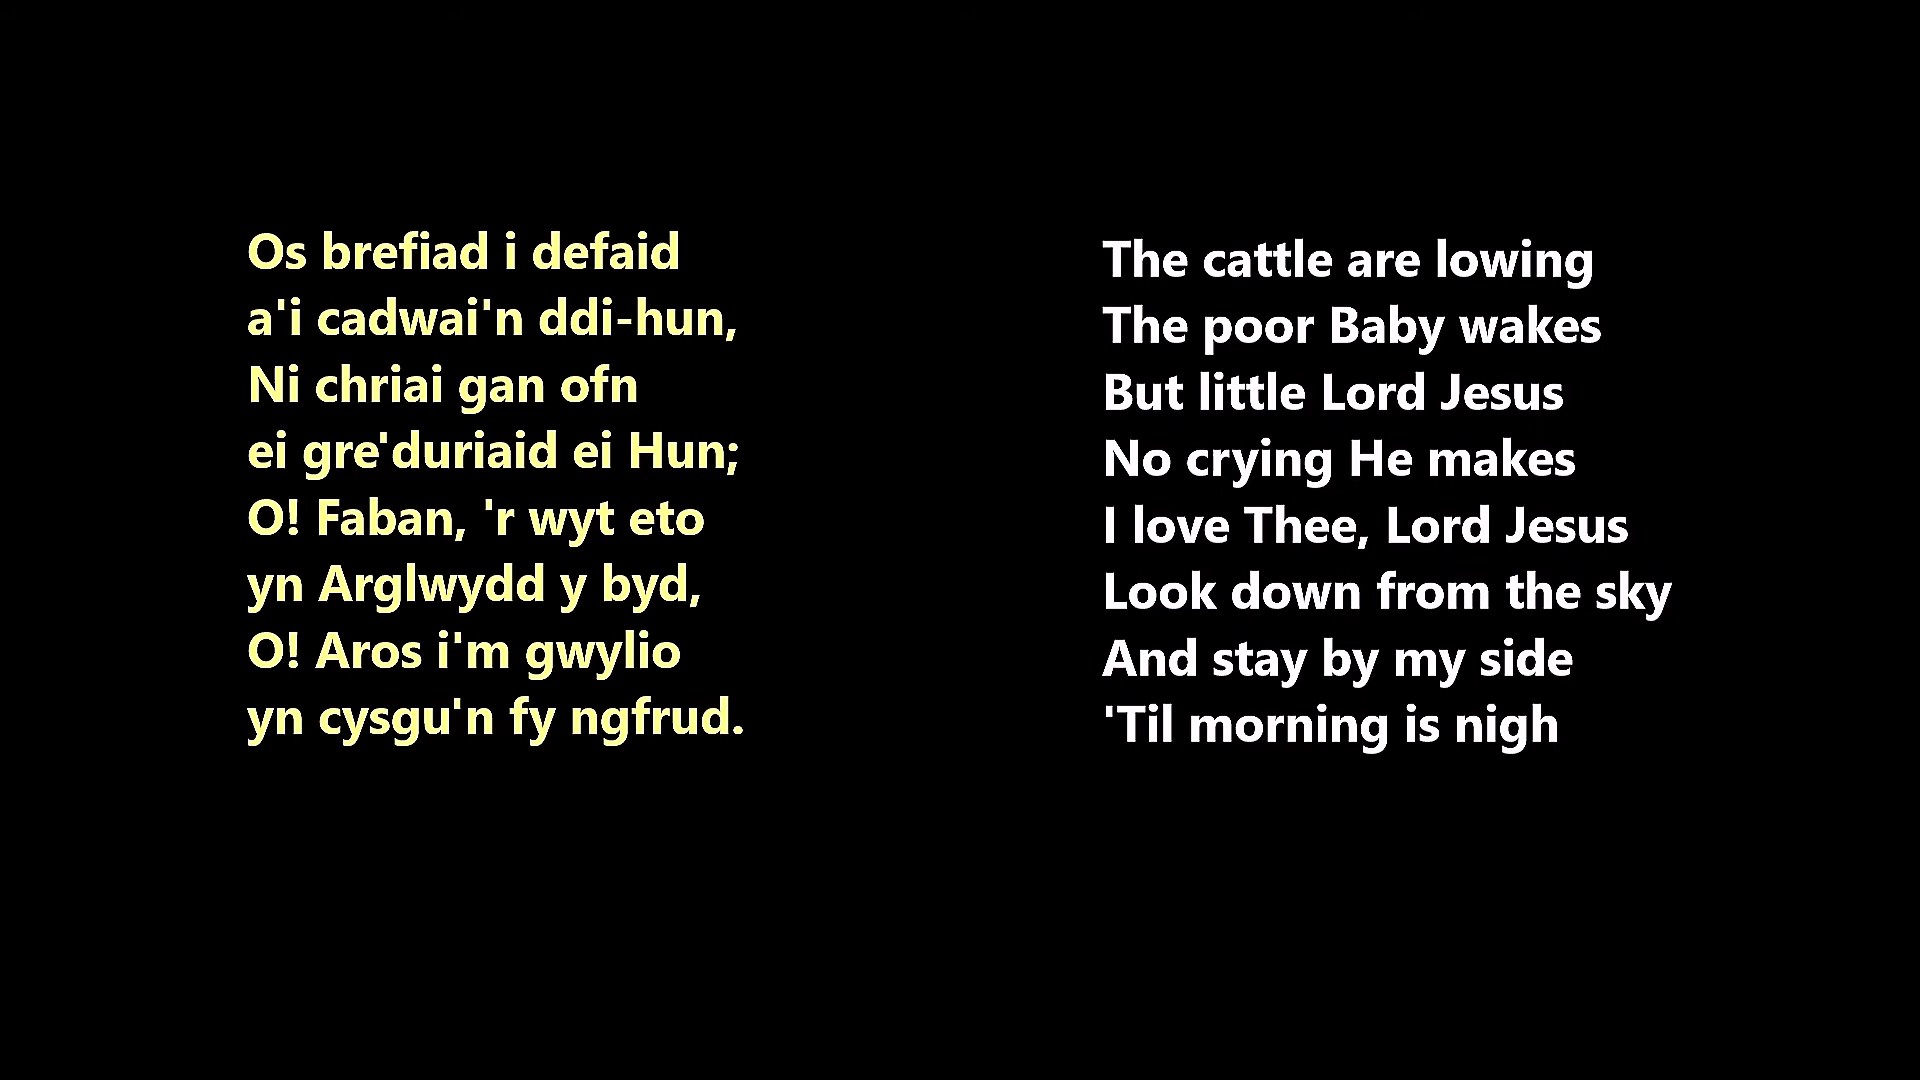 Os brefiad i defaid
a'i cadwai'n ddi-hun,
Ni chriai gan ofn
ei gre'duriaid ei Hun;
O! Faban, 'r wyt eto
yn Arglwydd y byd,
O! Aros i'm gwylio
yn cysgu'n fy ngfrud.
The cattle are lowing
The poor Baby wakes
But little Lord Jesus
No crying He makes
I love Thee, Lord Jesus
Look down from the sky
And stay by my side
'Til morning is nigh